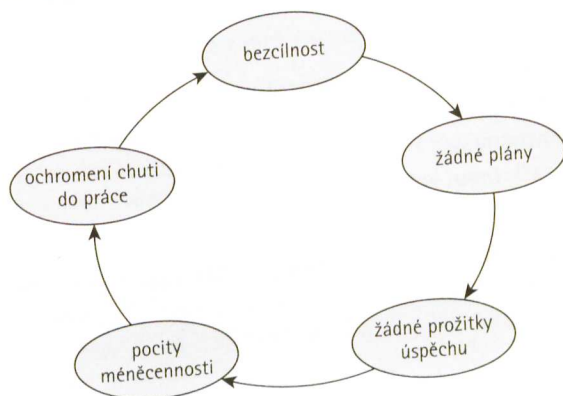 bezcílnost
žádné plány
žádné prožitky
úspěchu
pocity
méněcennosti
ochromení chuti
do práce